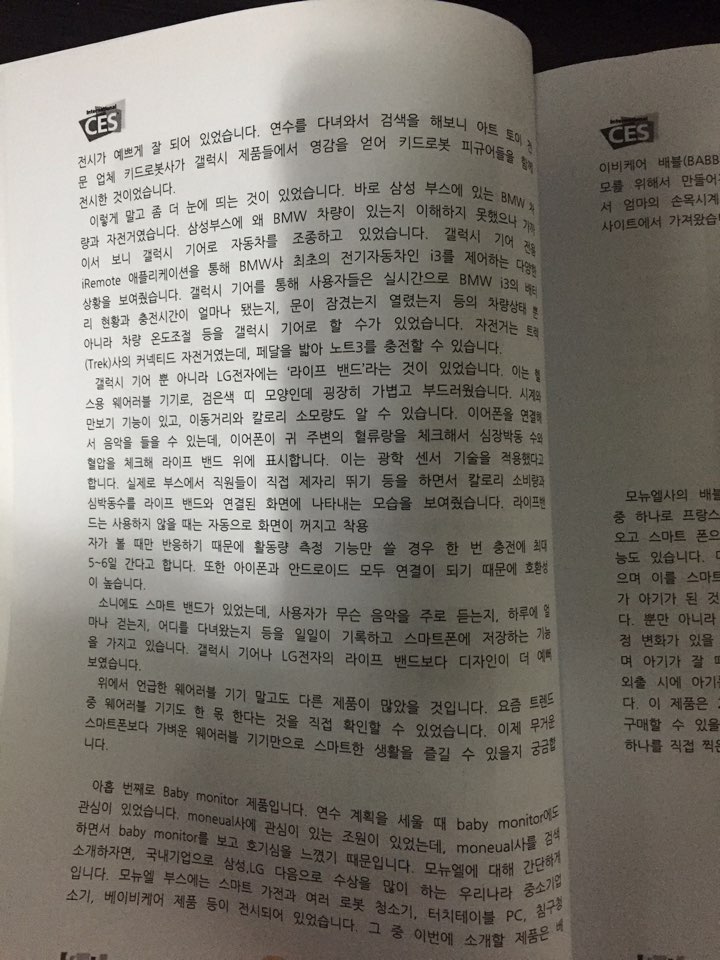 International
CES
전시가 예쁘게 잘 되어 있었습니다. 연수를 다녀와서 검색을 해보니 아트 토이 전
문 업체 키드로봇사가 갤럭시 제품들에서 영감을 얻어 키드로봇 피규어들을 함께
전시한 것이었습니다.
이렇게 말고 좀 더 눈에 띄는 것이 있었습니다. 바로 삼성 부스에 있는 BMW 차
량과 자전거였습니다. 삼성부스에 왜 BMW 차량이 있는지 이해하지 못했으나 가까
이서 보니 갤럭시 기어로 자동차를 조종하고 있었습니다. 갤럭시 기어 전용
iRemote 애플리케이션을 통해 BMW사 최초의 전기자동차인 i3를 제어하는 다양한
상황을 보여줬습니다. 갤럭시 기어를 통해 사용자들은 실시간으로 BMW i3의 배터
리 현황과 충전시간이 얼마나 됐는지, 문이 잠겼는지 열렸는지 등의 차량상태 뿐
아니라 차량 온도조절 등을 갤럭시 기어로 할 수가 있었습니다. 자전거는 트렉
(Trek)사의 커넥티드 자전거였는데, 페달을 밟아 노트3를 충전할 수 있습니다.
갤럭시 기어 뿐 아니라 LG전자에는 '라이프 밴드'라는 것이 있었습니다. 이는 헬
스용 웨어러블 기기로, 검은색 띠 모양인데 굉장히 가볍고 부드러웠습니다. 시계와
만보기 기능이 있고, 이동거리와 칼로리 소모량도 알 수 있습니다. 이어폰을 연결해
서 음악을 들을 수 있는데, 이어폰이 귀 주변의 혈류랑을 체크해서 심장박동 수와
혈압을 체크해 라이프 밴드 위에 표시합니다. 이는 광학 센서 기술을 적용했다고
합니다. 실제로 부스에서 직원들이 직접 제자리 뛰기 등을 하면서 칼로리 소비량과
심박동수를 라이프 밴드와 연결된 화면에 나타내는 모습을 보여줬습니다. 라이프밴
드는 사용하지 않을 때는 자동으로 화면이 꺼지고 착용
자가 볼 때만 반응하기 때문에 활동량 측정 기능만 쓸 경우 한 번 충전에 최대
5~6일 간다고 합니다. 또한 아이폰과 안드로이드 모두 연결이 되기 때문에 호환성
이 높습니다.
소니에도 스마트 밴드가 있었는데, 사용자가 무슨 음악을 주로 듣는지, 하루에 얼
마나 걷는지, 어디를 다녀왔는지 등을 일일이 기록하고 스마트폰에 저장하는 기능
을 가지고 있습니다. 갤럭시 기어나 LG전자의 라이프 밴드보다 디자인이 더 예뻐
보였습니다.
위에서 언급한 웨어러블 기기 말고도 다른 제품이 많았을 것입니다. 요즘 트렌드
중 웨어러블 기기도 한 몫 한다는 것을 직접 확인할 수 있었습니다. 이제 무거운
스마트폰보다 가벼운 웨어러블 기기만으로 스마트한 생활을 즐길 수 있을지 궁금합
니다.
아홉 번째로 Baby monitor 제품입니다. 연수 계획을 세울 때 baby monitor에도
관심이 있었습니다. moneual사에 관심이 있는 조원이 있었는데, moneual사를 검색
하면서 baby monitor를 보고 호기심을 느꼈기 때문입니다. 모뉴엘에 대해 간단하게
소개하자면, 국내기업으로 삼성,LG 다음으로 수상을 많이 하는 우리나라 중소기업
입니다. 모뉴엘 부스에는 스마트 가전과 여러 로봇 청소기, 터치테이블 PC, 침구청
소기, 베이비케어 제품 등이 전시되어 있었습니다. 그 중 이번에 소개할 제품은 베
International
CES
이비케어 배블(BABB
모를 위해서 만들어
서 엄마의 손목시계
사이트에서 가져왔습
모뉴엘사의 배블
중 하나로 프랑스
오고 스마트 폰으
능도 있습니다.
으며 이를 스마트
가 아기가 된 것
다. 뿐만 아니라
정 변화가 있을
며 아기가 잘
외출 시에 아기
다. 이 제품은
구매할 수 있을
하나를 직접 찍은